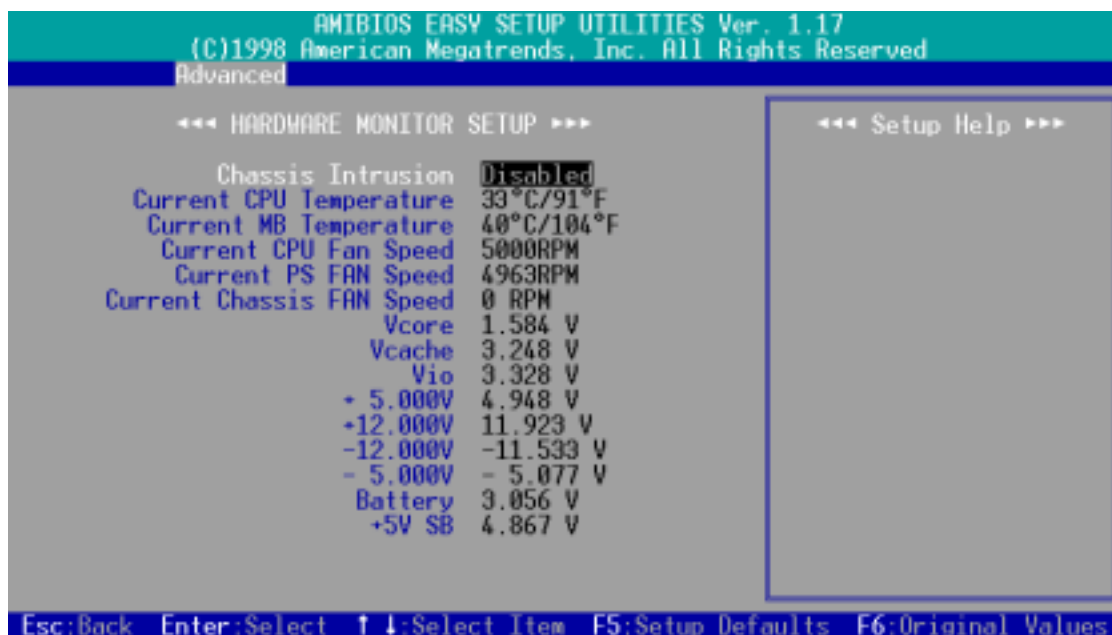 AMIBIOS EASY SETUP UTILITIES Ver. 1.17
(C)1998 American Megatrends, Inc. All Rights Reserved
Advanced
◄◄◄ HARDWARE MONITOR SETUP ►►►
◄◄◄ Setup Help ►►►
Chassis Intrusion Disabled
Current CPU Temperature 33°C/91°F
Current MB Temperature 40°C/104°F
Current CPU Fan Speed 5000RPM
Current PS FAN Speed 4963RPM
Current Chassis FAN Speed 0 RPM
Vcore 1.584 V
Vcache 3.248 V
Vio 3.328 V
+ 5.000V 4.948 V
+12.000V 11.923 V
-12.000V -11.533 V
- 5.000V - 5.077 V
Battery 3.056 V
+5V SB 4.867 V
Esc:Back Enter:Select ↑ ↓:Select Item F5:Setup Defaults F6:Original Values